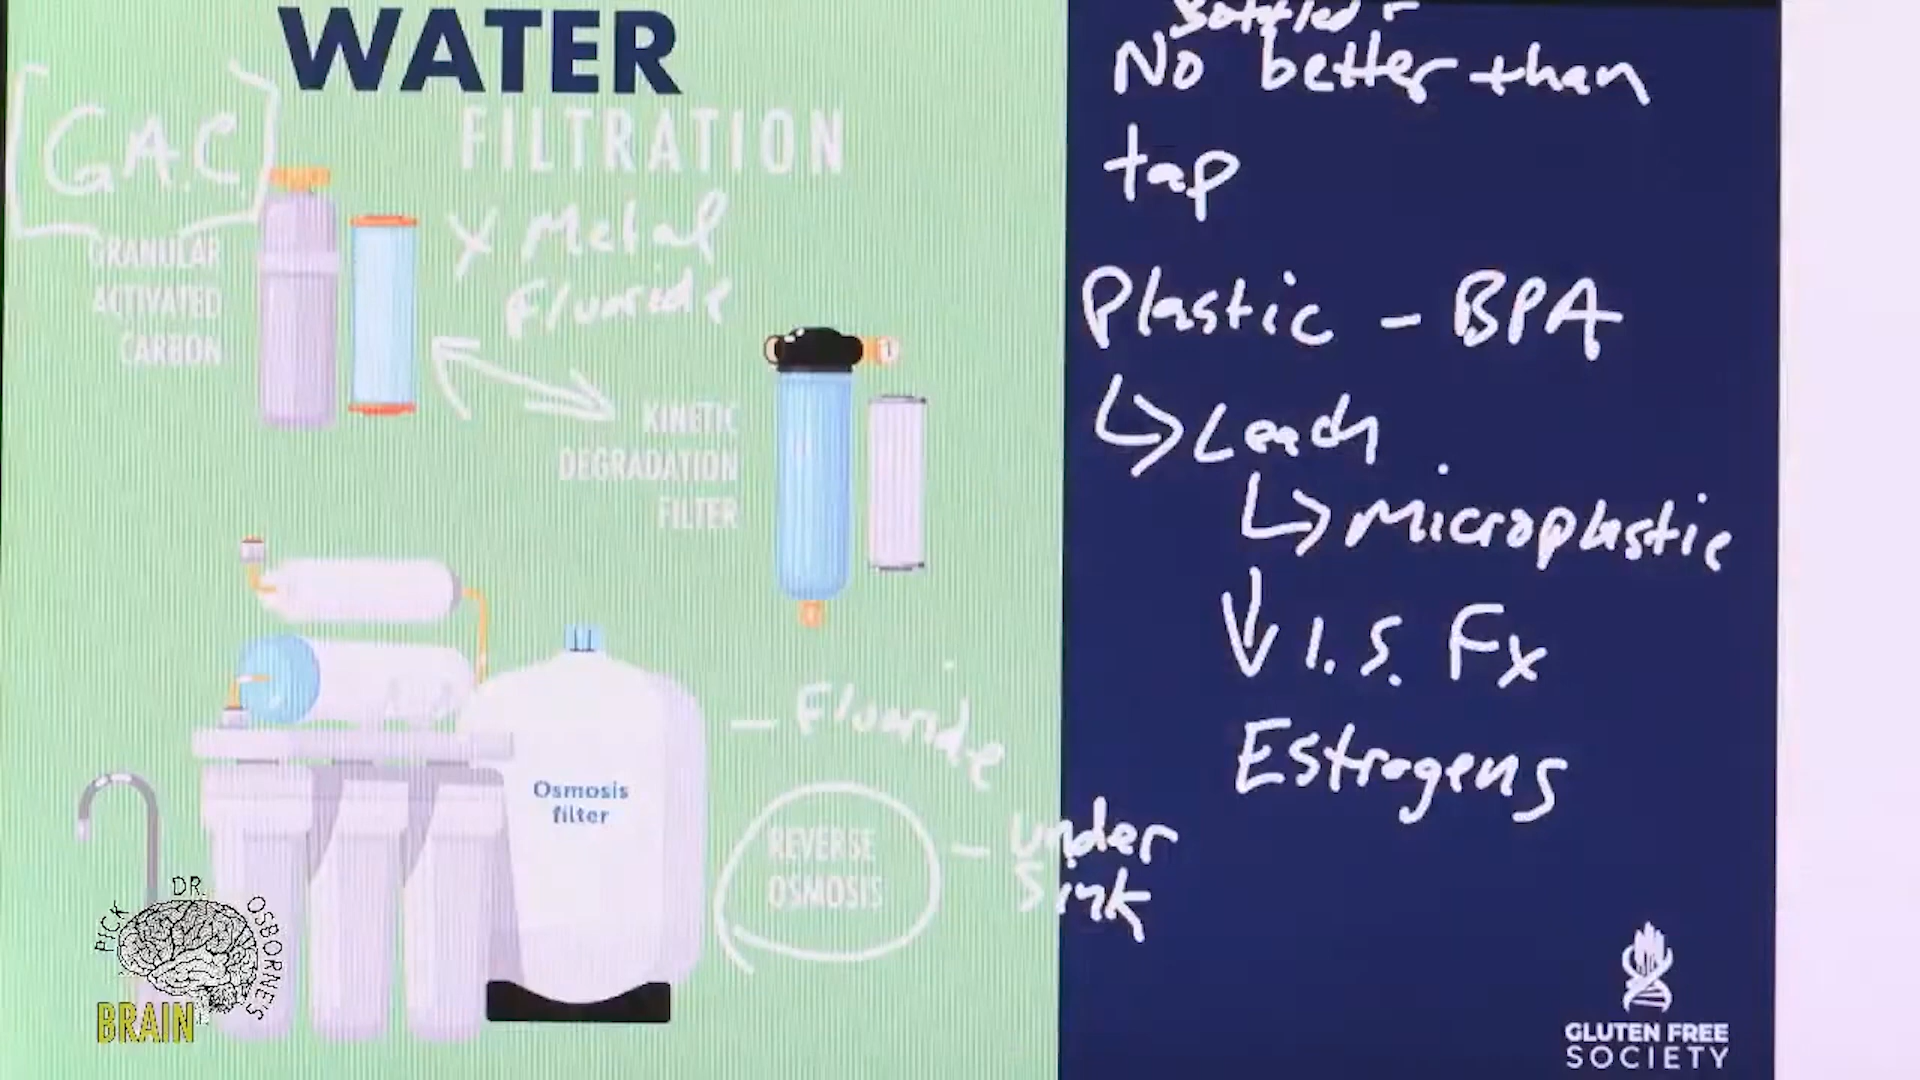 WATER
FILTRATION
G.A.C.
GRANULAR
ACTIVATED
CARBON
X Metal
Fluoride
KINETIC
DEGRADATION
FILTER
Osmosis
filter
- Fluoride
REVERSE
OSMOSIS
- under
sink
Bottled -
No better than
tap
Plastic - BPA
Leach
Microplastic
I.S. Fx
Estrogens
PICK DR. OSBORNE'S
BRAIN
GLUTEN FREE
SOCIETY